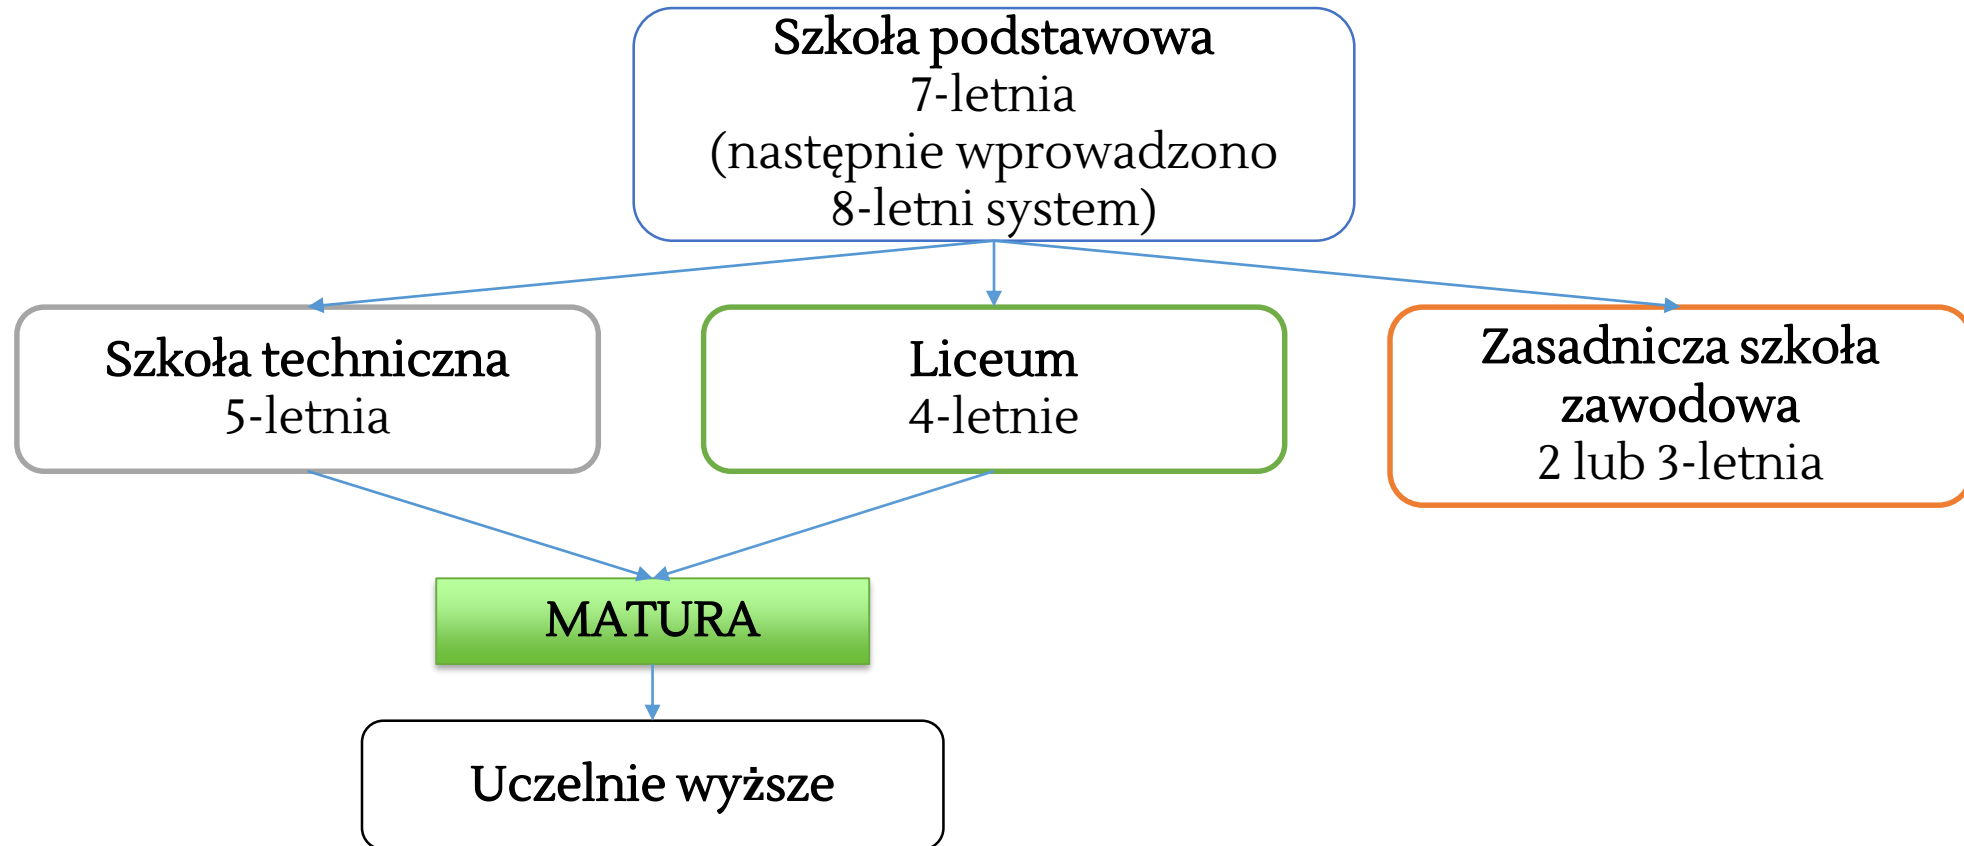 Szkoła podstawowa
7-letnia
(następnie wprowadzono
8-letni system)
Szkoła techniczna
5-letnia
Liceum
4-letnie
Zasadnicza szkoła
zawodowa
2 lub 3-letnia
MATURA
Uczelnie wyższe